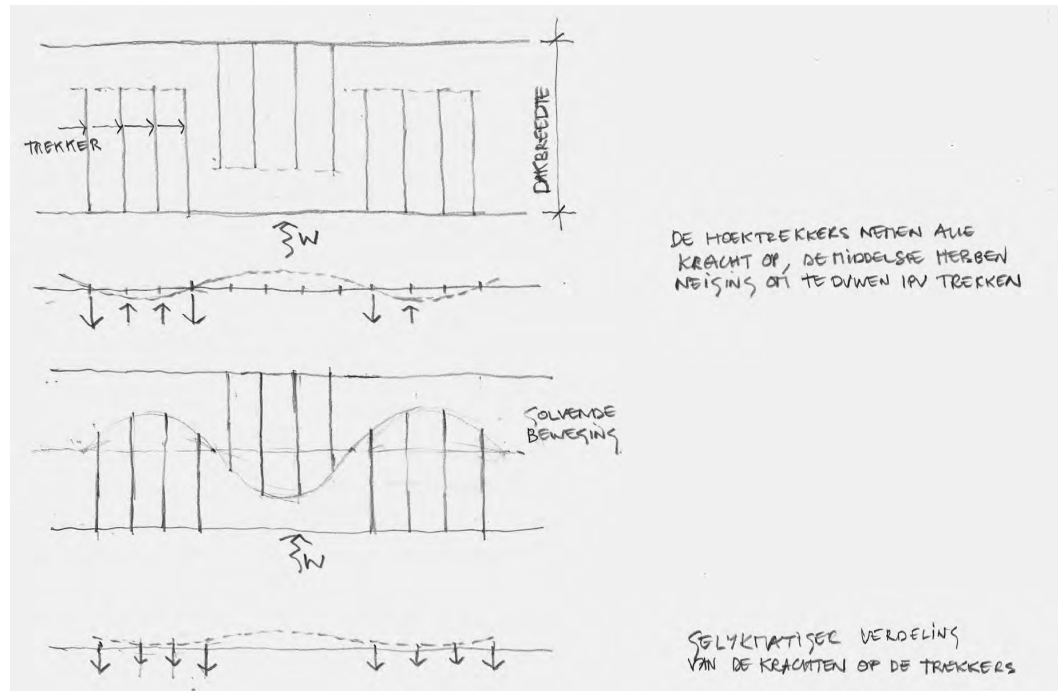 TREKKER
DAKBREEDTE
W
DE HOEKTREKKERS NEMEN ALLE
KRACHT OP, DE MIDDELSTE HEBBEN
NEIGING OM TE DUWEN IPV TREKKEN
GOLVENDE
BEWEGING
W
GELYKMATIGER VERDELING
VAN DE KRACHTEN OP DE TREKKERS